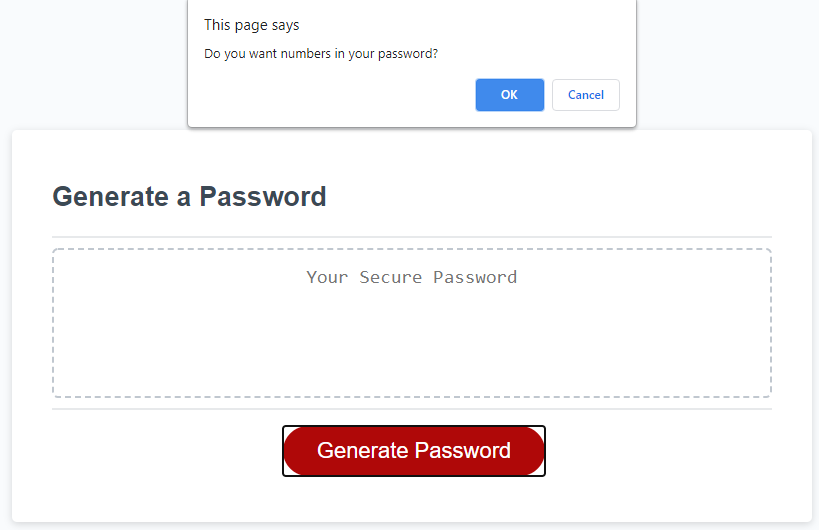 This page says
Do you want numbers in your password?
OK
Cancel
Generate a Password
Your Secure Password
Generate Password